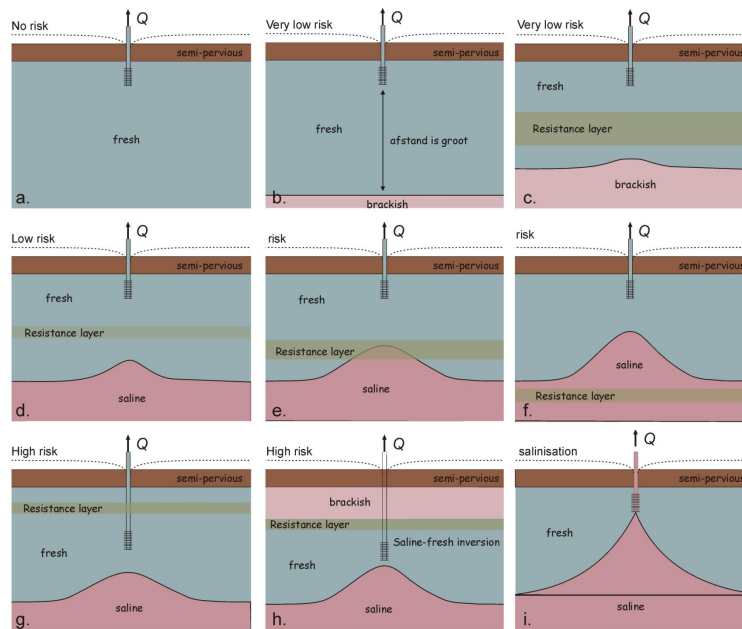 No risk
Q
semi-pervious
fresh
a.
Very low risk
Q
semi-pervious
fresh
afstand is groot
brackish
b.
Very low risk
Q
semi-pervious
fresh
Resistance layer
brackish
c.
Low risk
Q
semi-pervious
fresh
Resistance layer
saline
d.
risk
Q
semi-pervious
fresh
Resistance layer
saline
e.
risk
Q
semi-pervious
fresh
saline
Resistance layer
f.
High risk
Q
semi-pervious
Resistance layer
fresh
saline
g.
High risk
Q
semi-pervious
brackish
Resistance layer
Saline-fresh inversion
fresh
saline
h.
salinisation
Q
semi-pervious
fresh
saline
i.